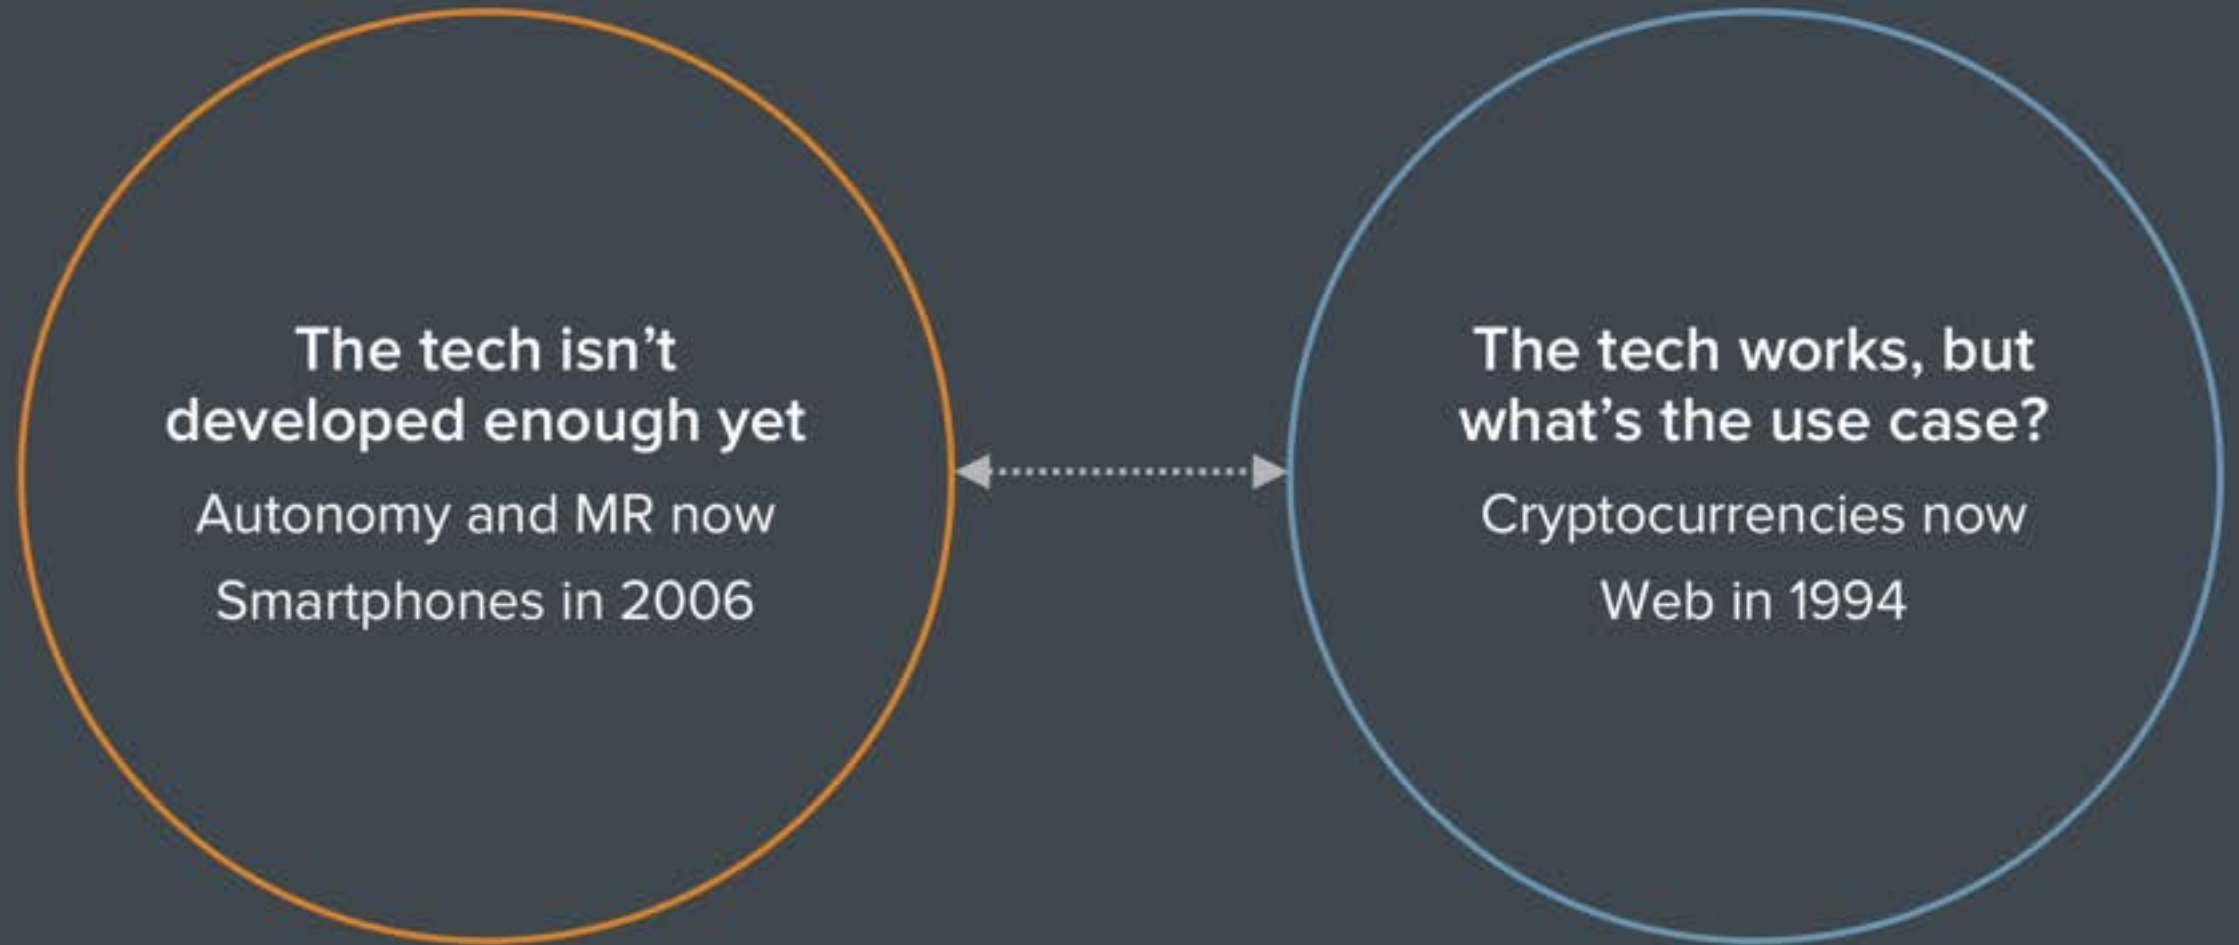 The tech isn’t
developed enough yet
Autonomy and MR now
Smartphones in 2006
The tech works, but
what’s the use case?
Cryptocurrencies now
Web in 1994